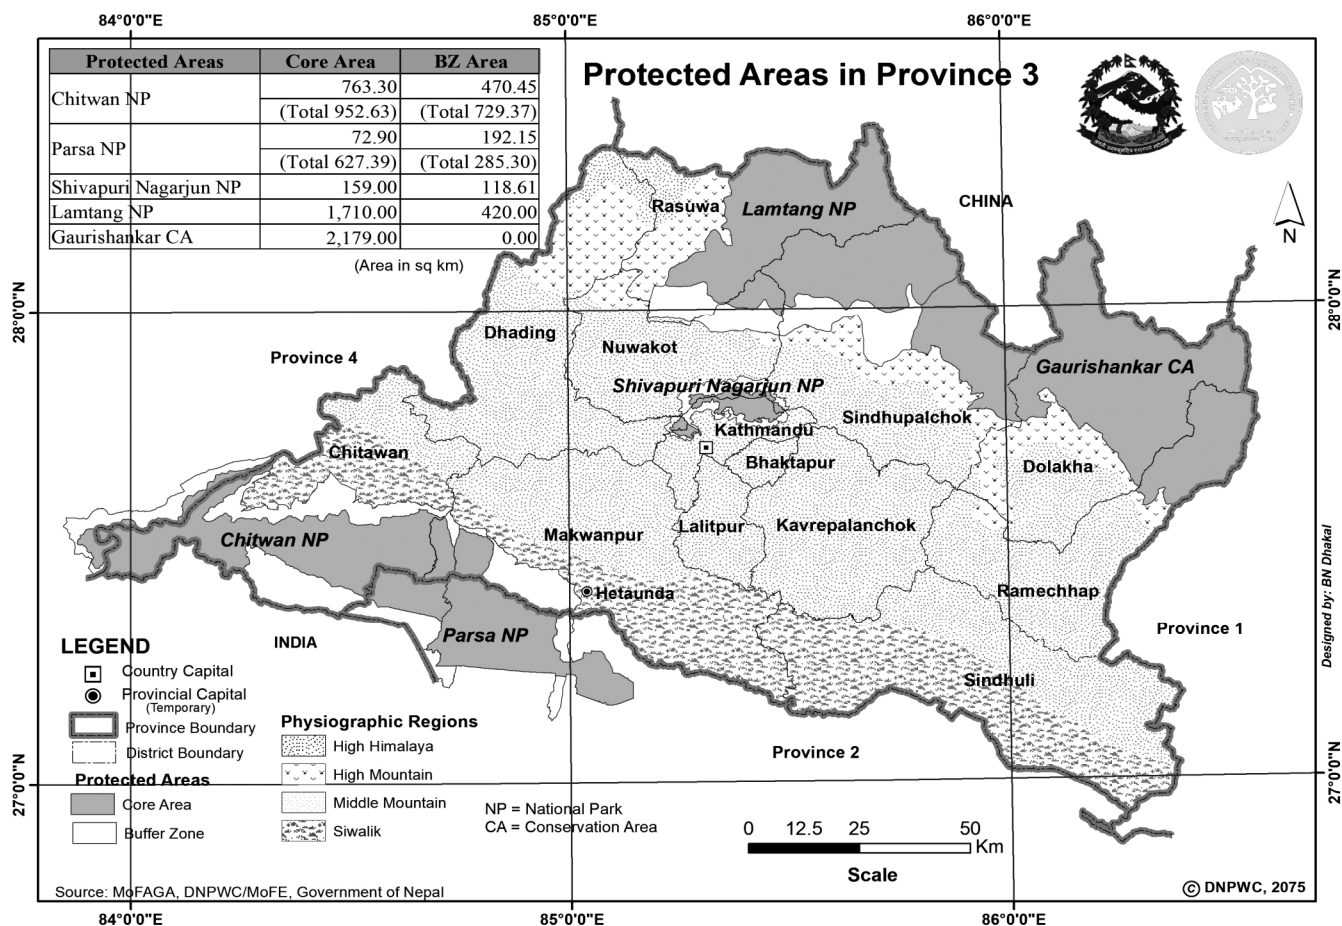 84°0'0"E 85°0'0"E 86°0'0"E
Protected Areas in Province 3
Protected Areas Core Area BZ Area
Chitwan NP 763.30 470.45
(Total 952.63) (Total 729.37)
Parsa NP 72.90 192.15
(Total 627.39) (Total 285.30)
Shivapuri Nagarjun NP 159.00 118.61
Lamtang NP 1,710.00 420.00
Gaurishankar CA 2,179.00 0.00
(Area in sq km)
CHINA
N
Rasuwa
Lamtang NP
28°0'0"N
28°0'0"N
Dhading
Nuwakot
Province 4
Gaurishankar CA
Shivapuri Nagarjun NP
Sindhupalchok
Kathmandu
Chitawan
Bhaktapur
Dolakha
Chitwan NP
Makwanpur
Lalitpur
Kavrepalanchok
Hetaunda
Ramechhap
Parsa NP
INDIA
Province 1
Sindhuli
Province 2
Designed by: BN Dhakal
LEGEND
Country Capital
Provincial Capital
(Temporary)
Province Boundary
District Boundary
Protected Areas
Core Area
Buffer Zone
Physiographic Regions
High Himalaya
High Mountain
Middle Mountain
Siwalik
NP = National Park
CA = Conservation Area
0 12.5 25 50 Km
Scale
27°0'0"N
27°0'0"N
Source: MoFAGA, DNPWC/MoFE, Government of Nepal
© DNPWC, 2075
84°0'0"E 85°0'0"E 86°0'0"E